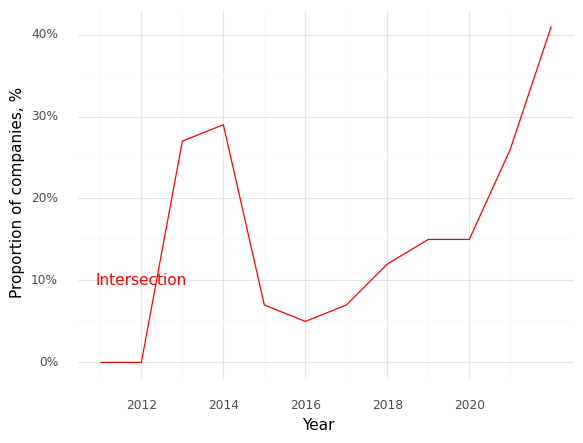 40%
30%
20%
10%
0%
Proportion of companies, %
Intersection
2012 2014 2016 2018 2020
Year